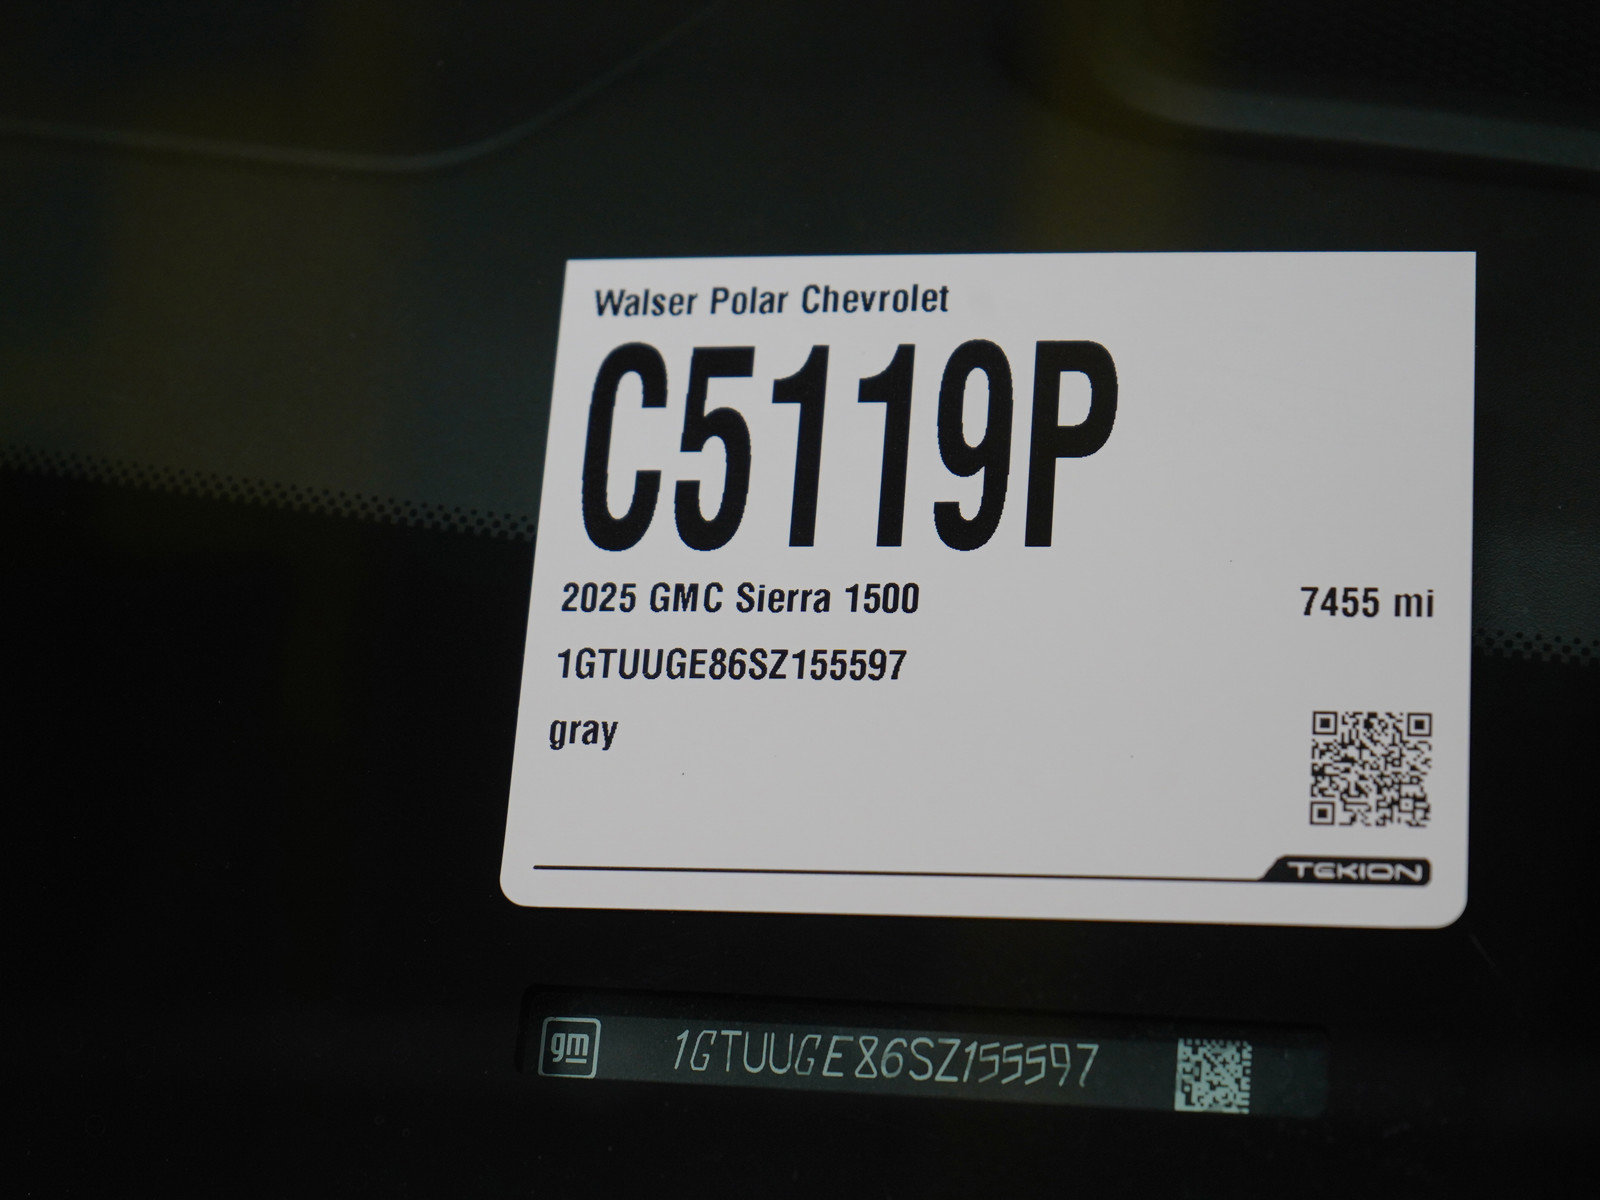 Walser Polar Chevrolet
C5119P
2025 GMC Sierra 1500
7455 mi
1GTUUGE86SZ155597
gray
TEKION
gm
1GTUUGE86SZ155597